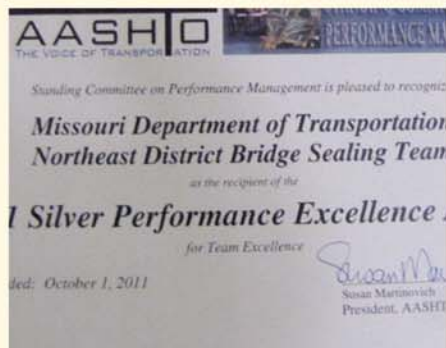 AASHTO
THE VOICE OF TRANSPORTATION
PERFORMANCE
Standing Committee on Performance Management is pleased to recogniz
Missouri Department of Transportation
Northeast District Bridge Sealing Team
as the recipient of the
1 Silver Performance Excellence
for Team Excellence
ded: October 1, 2011
Susan Martinovich
President, AASHT